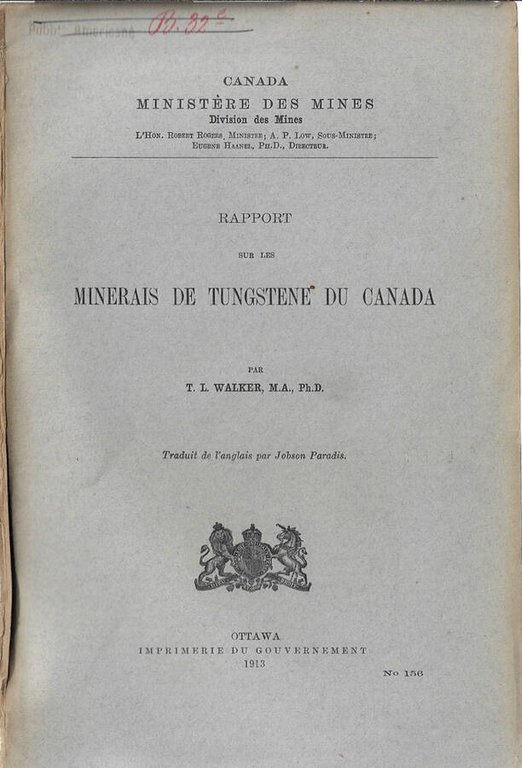 B. 32e
CANADA
MINISTÈRE DES MINES
Division des Mines
L'HON. ROBERT ROGERS, MINISTRE; A. P. LOW, SOUS-MINISTRE;
EUGENE HAANEL, PH.D., DIRECTEUR.
RAPPORT
SUR LES
MINERAIS DE TUNGSTENE DU CANADA
PAR
T. L. WALKER, M.A., Ph.D.
Traduit de l'anglais par Jobson Paradis.
OTTAWA
IMPRIMERIE DU GOUVERNEMENT
1913
No 156